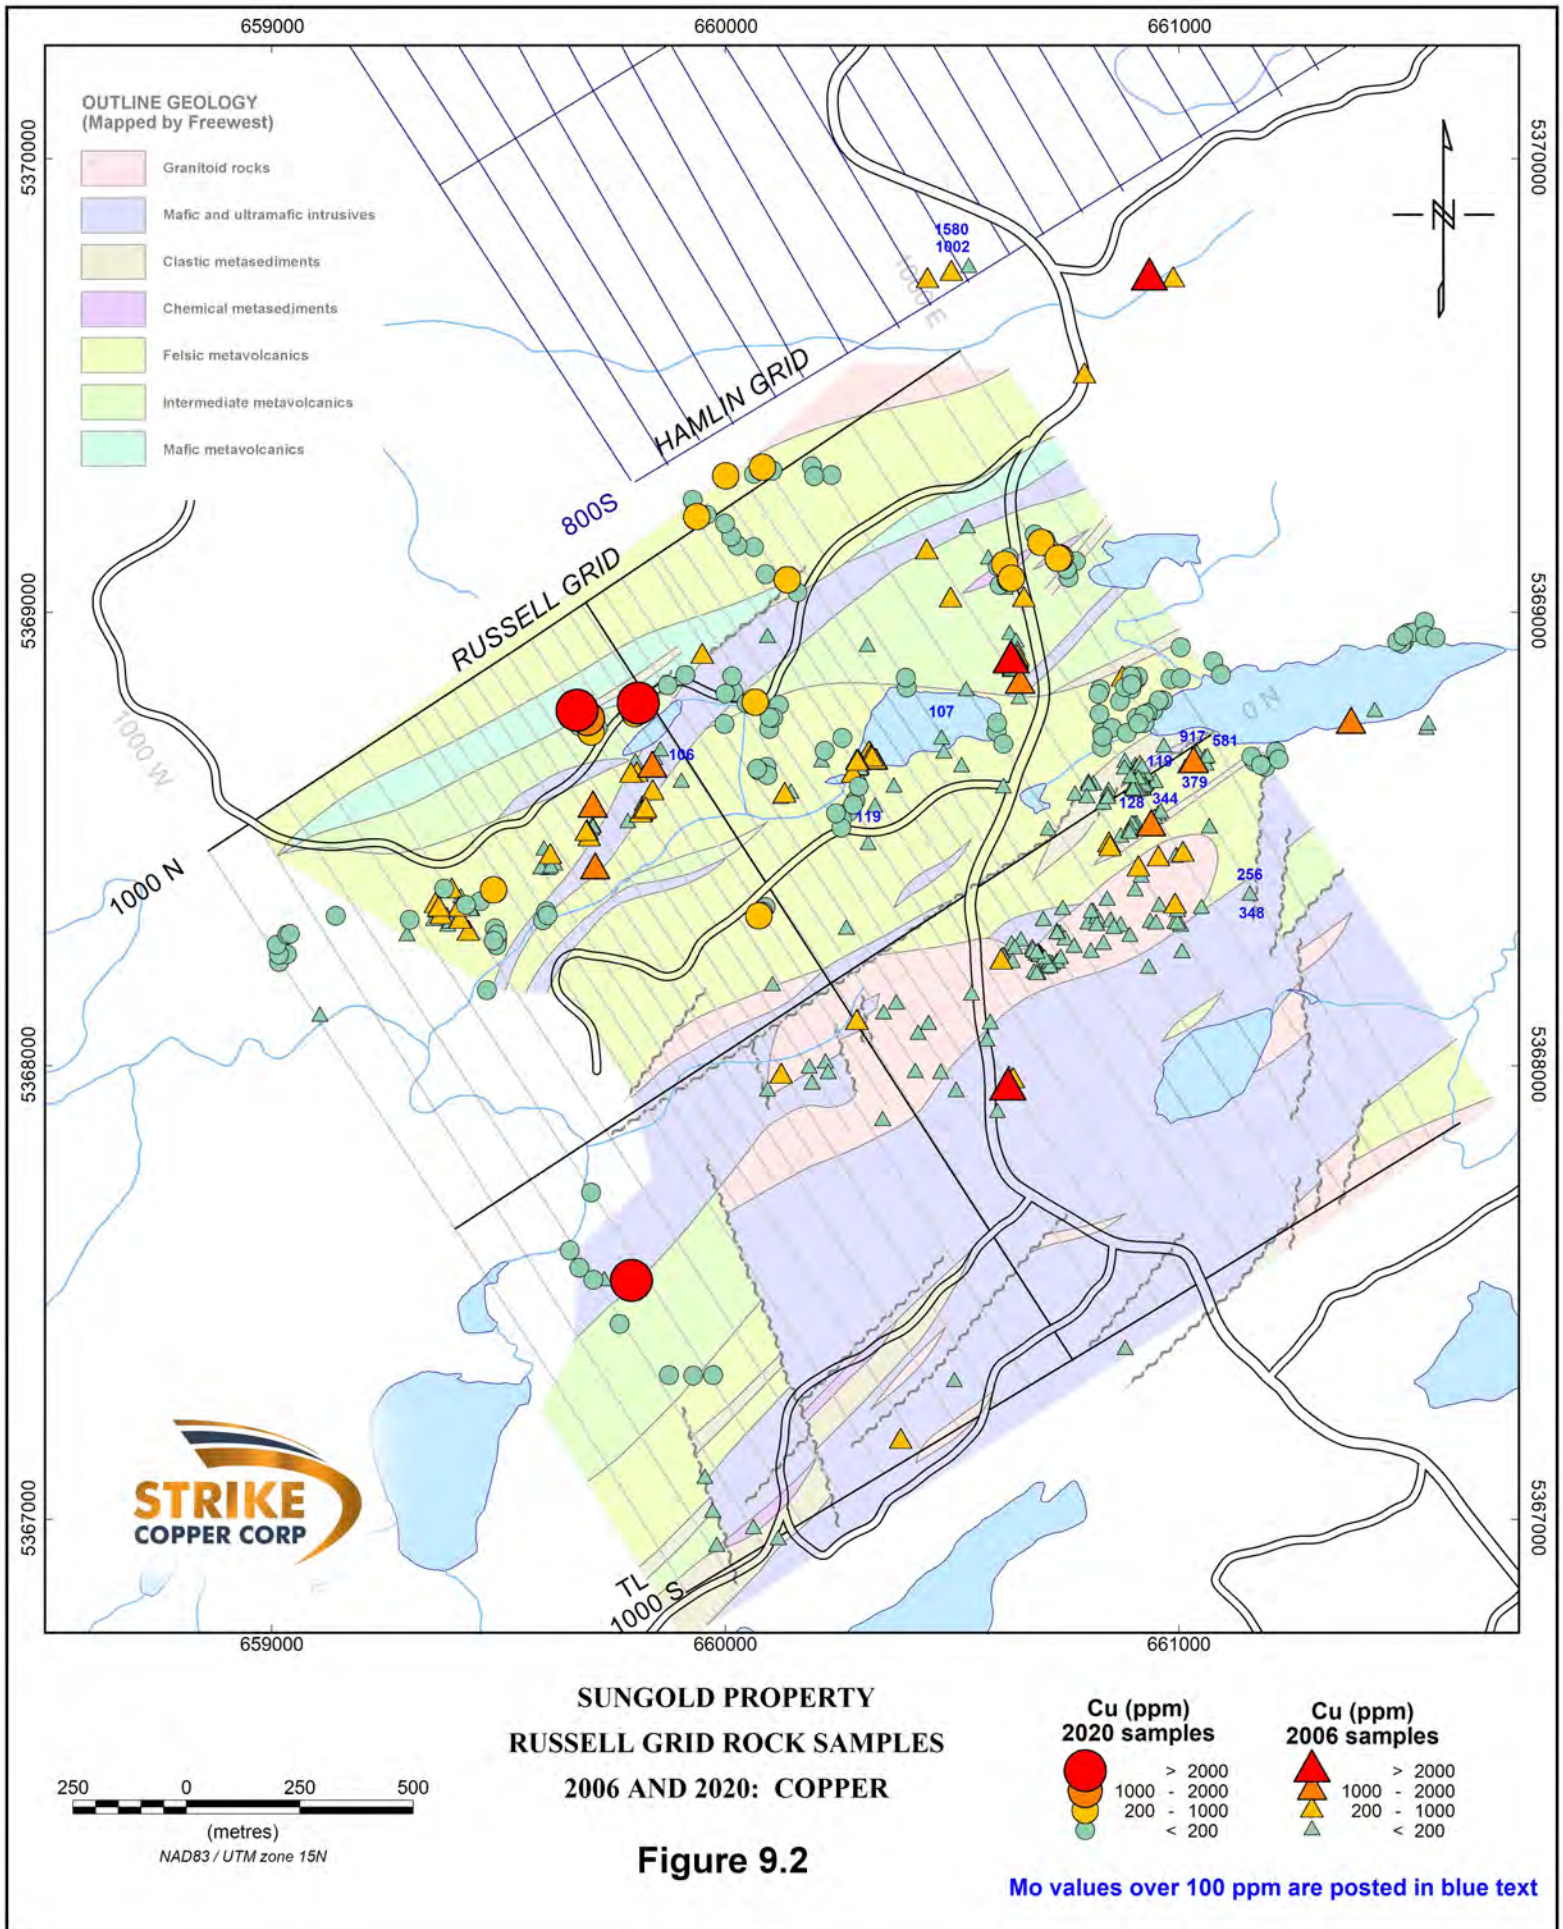 659000
660000
661000
OUTLINE GEOLOGY
(Mapped by Freewest)
Granitoid rocks
Mafic and ultramafic intrusives
Clastic metasediments
Chemical metasediments
Felsic metavolcanics
Intermediate metavolcanics
Mafic metavolcanics
5370000
5370000
N
1580
1002
1000 E
HAMLIN GRID
800S
RUSSELL GRID
5369000
5369000
1000 W
0 N
107
106
917
581
119
379
128
344
119
1000 N
256
348
5368000
5368000
STRIKE
COPPER CORP
5367000
5367000
TL
1000 S
659000
660000
661000
SUNGOLD PROPERTY
RUSSELL GRID ROCK SAMPLES
2006 AND 2020: COPPER
Figure 9.2
250 0 250 500
(metres)
NAD83 / UTM zone 15N
Cu (ppm)
2020 samples
> 2000
1000 - 2000
200 - 1000
< 200
Cu (ppm)
2006 samples
> 2000
1000 - 2000
200 - 1000
< 200
Mo values over 100 ppm are posted in blue text